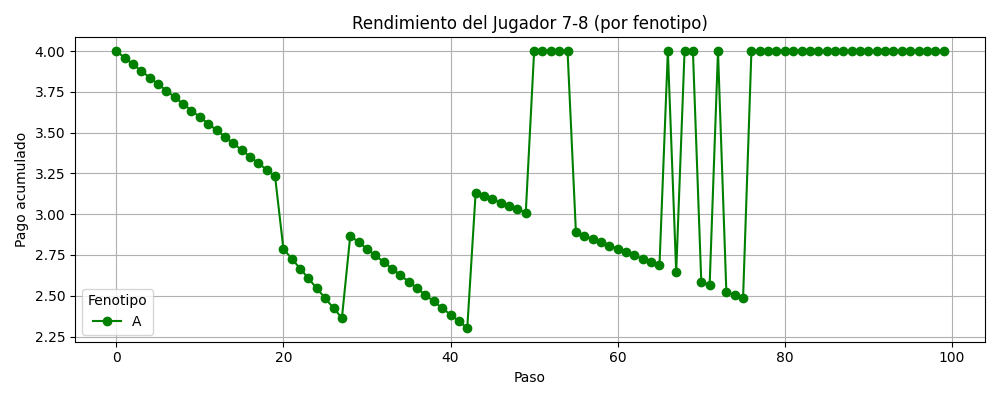 Rendimiento del Jugador 7-8 (por fenotipo)
Pago acumulado
4.00
3.75
3.50
3.25
3.00
2.75
2.50
2.25
Fenotipo
A
0 20 40 60 80 100
Paso